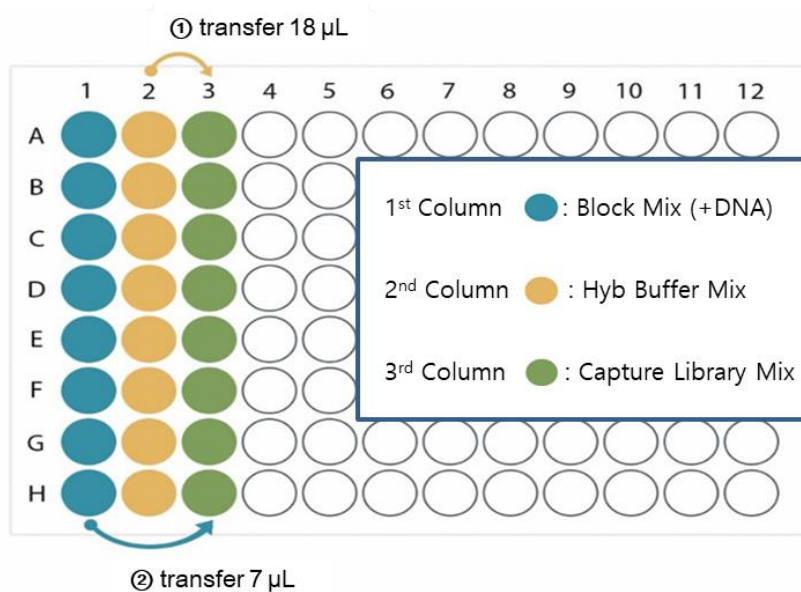 ① transfer 18 µL
1 2 3 4 5 6 7 8 9 10 11 12
A
B
C
D
E
F
G
H
1st Column : Block Mix (+DNA)
2nd Column : Hyb Buffer Mix
3rd Column : Capture Library Mix
② transfer 7 µL